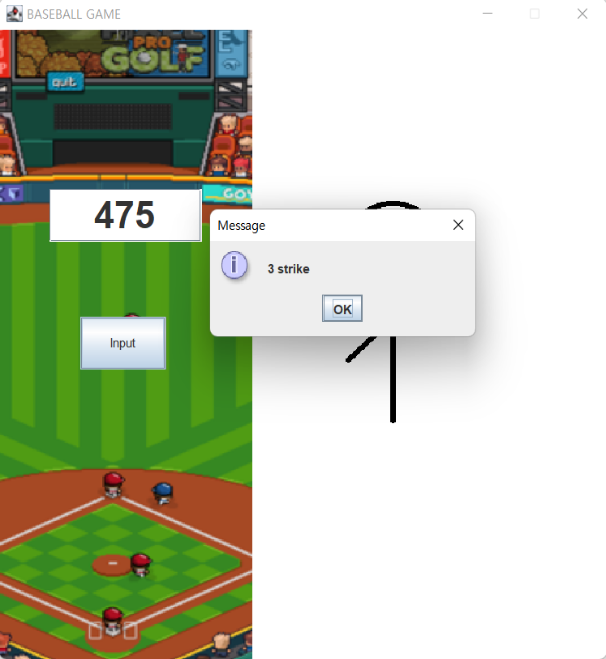 BASEBALL GAME
PRO
GOLF
quit
475
Message
3 strike
OK
Input